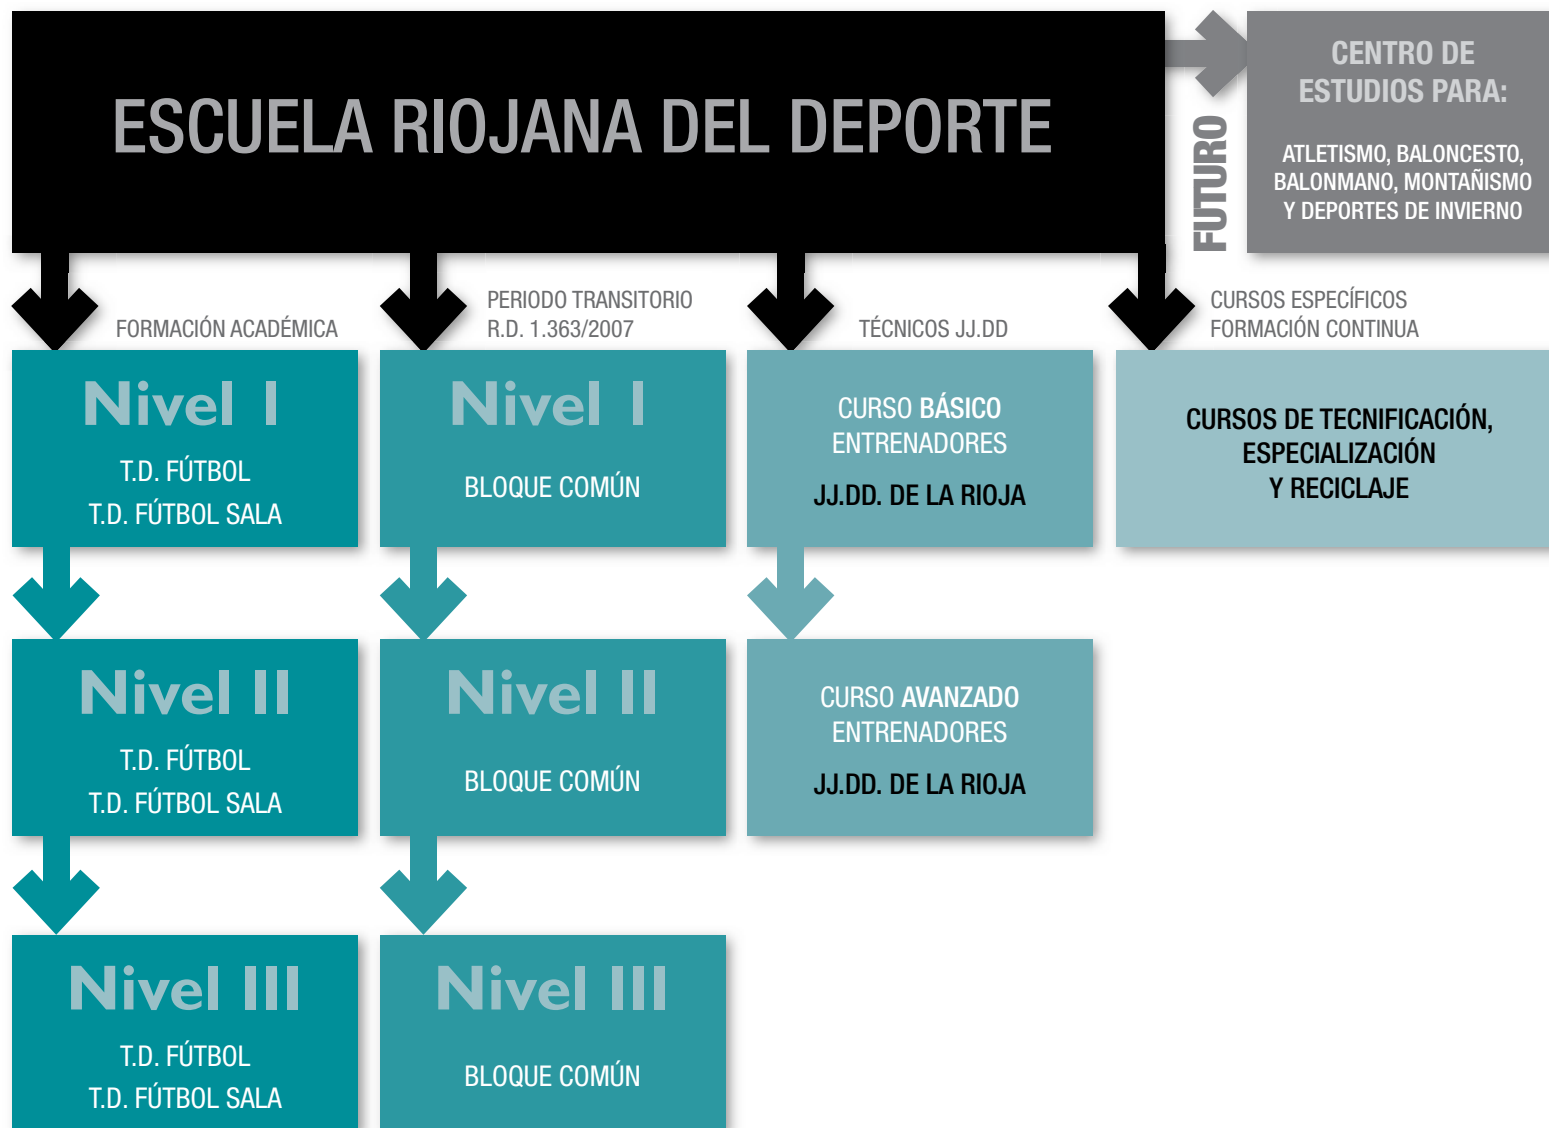 ESCUELA RIOJANA DEL DEPORTE
FUTURO
CENTRO DE
ESTUDIOS PARA:
ATLETISMO, BALONCESTO,
BALONMANO, MONTAÑISMO
Y DEPORTES DE INVIERNO
FORMACIÓN ACADÉMICA
Nivel I
T.D. FÚTBOL
T.D. FÚTBOL SALA
Nivel II
T.D. FÚTBOL
T.D. FÚTBOL SALA
Nivel III
T.D. FÚTBOL
T.D. FÚTBOL SALA
PERIODO TRANSITORIO
R.D. 1.363/2007
Nivel I
BLOQUE COMÚN
Nivel II
BLOQUE COMÚN
Nivel III
BLOQUE COMÚN
TÉCNICOS JJ.DD
CURSO BÁSICO
ENTRENADORES
JJ.DD. DE LA RIOJA
CURSO AVANZADO
ENTRENADORES
JJ.DD. DE LA RIOJA
CURSOS ESPECÍFICOS
FORMACIÓN CONTINUA
CURSOS DE TECNIFICACIÓN,
ESPECIALIZACIÓN
Y RECICLAJE